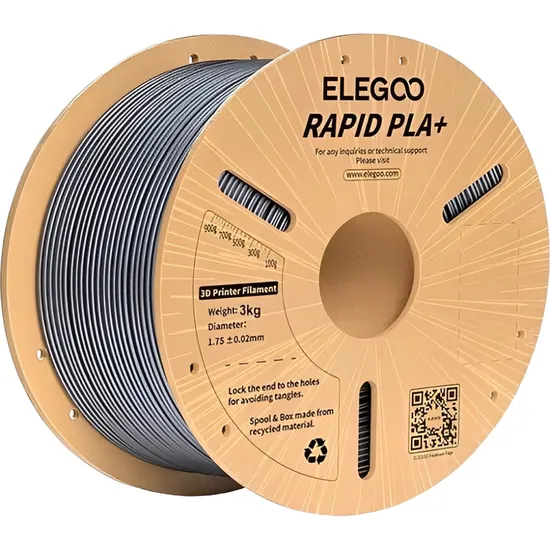 ELEGOO
RAPID PLA+
For any inquiries or technical support
Please visit
www.elegoo.com
900g
700g
500g
300g
100g
3D Printer Filament
Weight: 3kg
Diameter:
1.75 ±0.02mm
Lock the end to the holes
for avoiding tangles.
Spool & Box made from
recycled material.